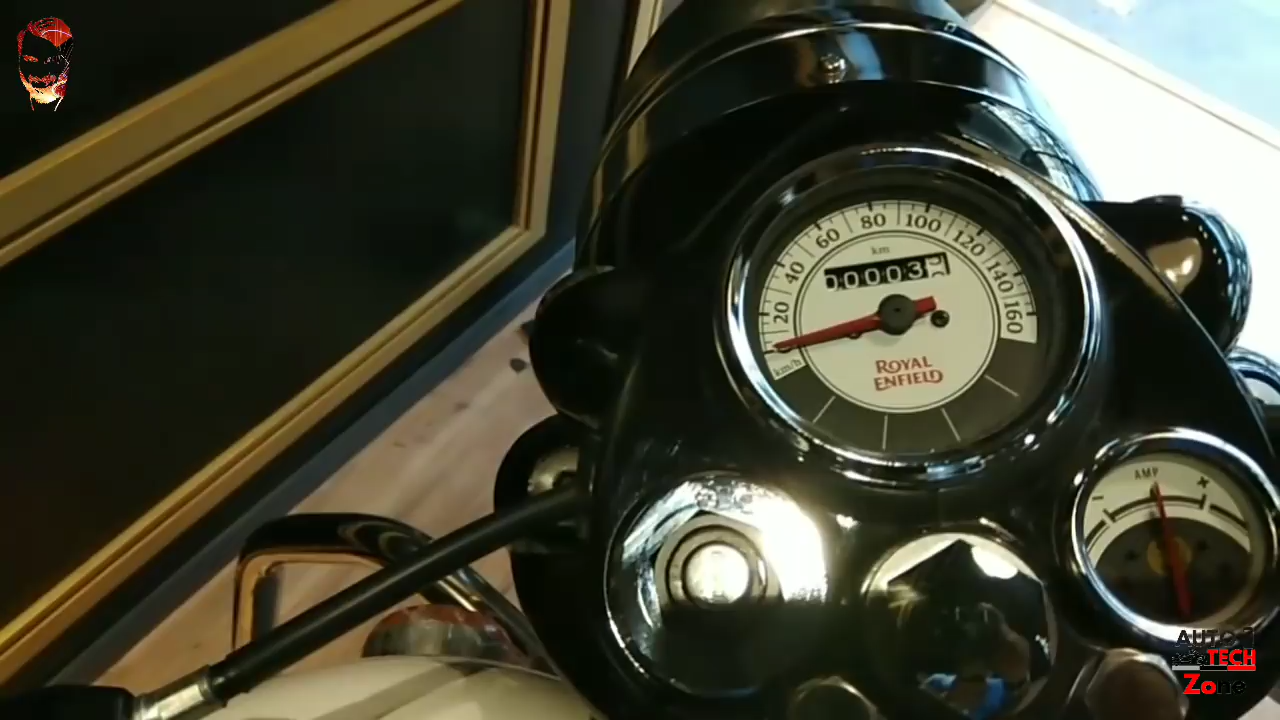 20 40 60 80 100 120 140 160
km
00003
km/h
ROYAL
ENFIELD
AMP
- +
AUTO
TECH
Zone